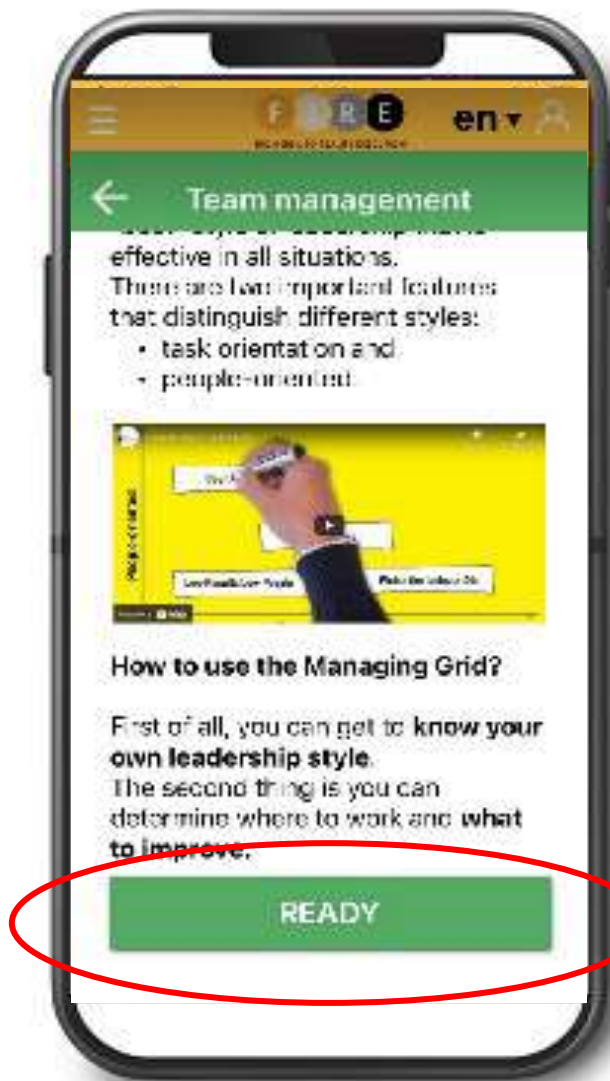 F I R E
en ▾
Team management
effective in all situations.
There are two important features
that distinguish different styles:
• task orientation and
• people-oriented
People-oriented
How to use the Managing Grid?
First of all, you can get to know your
own leadership style.
The second thing is you can
determine where to work and what
to improve.
READY